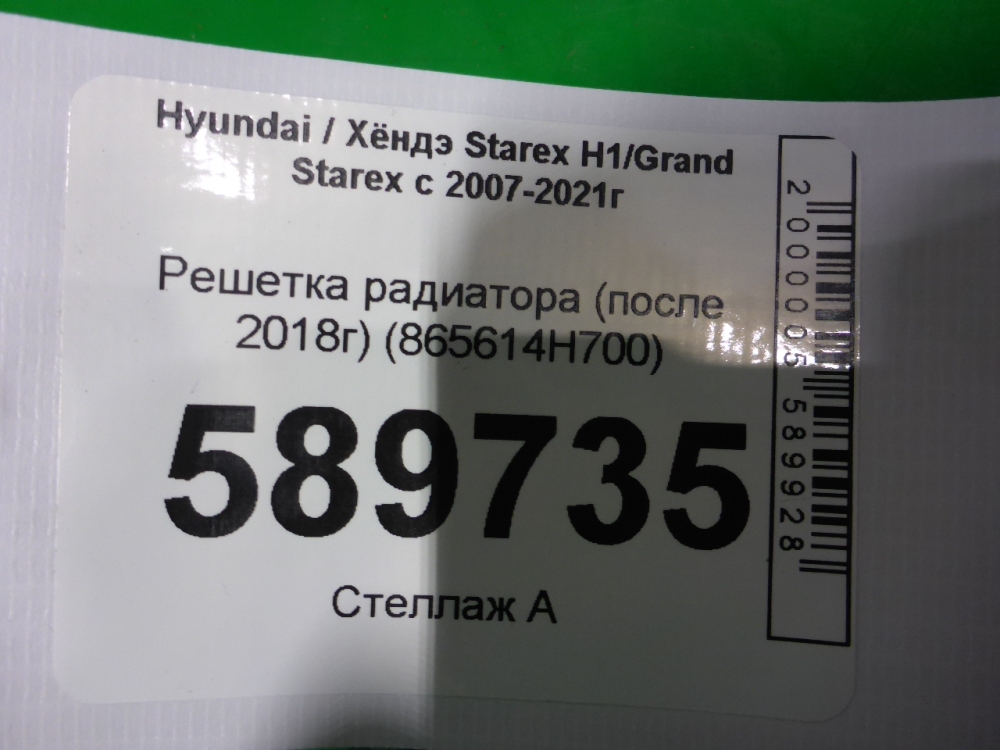 Hyundai / Хёндэ Starex H1/Grand
Starex с 2007-2021г
Решетка радиатора (после
2018г) (865614H700)
589735
Стеллаж А
2000005589928